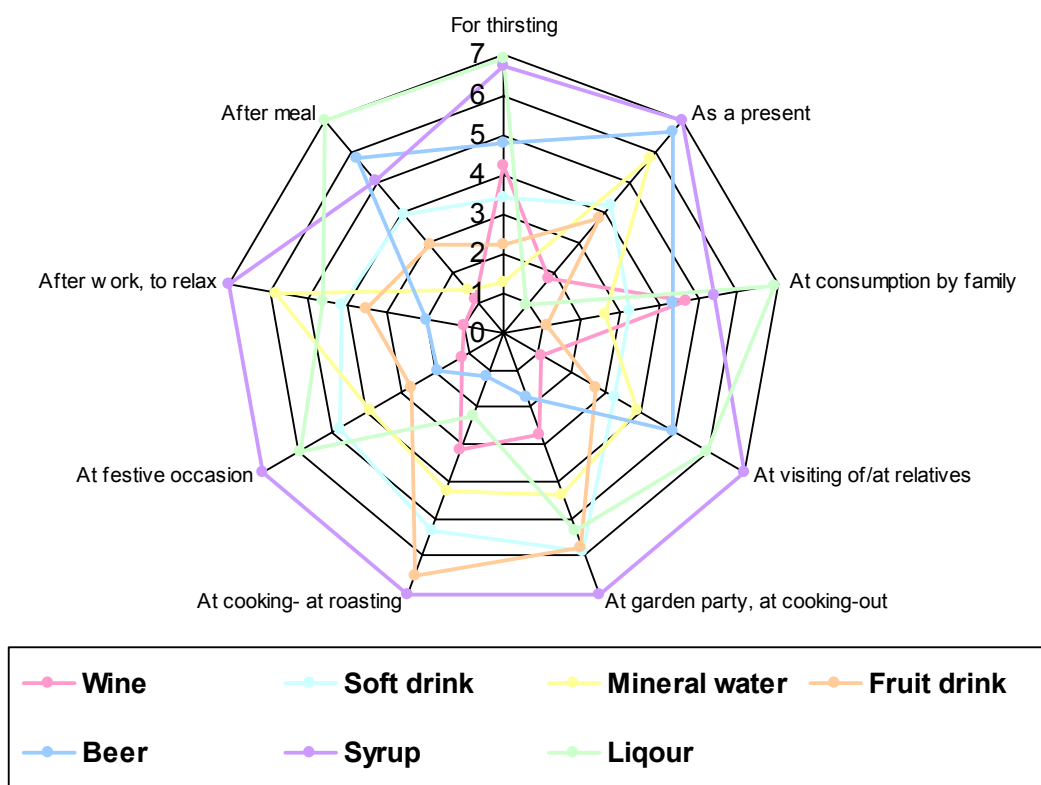 For thirsting
7
6
5
4
3
2
1
0
After meal
As a present
After work, to relax
At consumption by family
At festive occasion
At visiting of/at relatives
At cooking- at roasting
At garden party, at cooking-out
Wine
Soft drink
Mineral water
Fruit drink
Beer
Syrup
Liqour